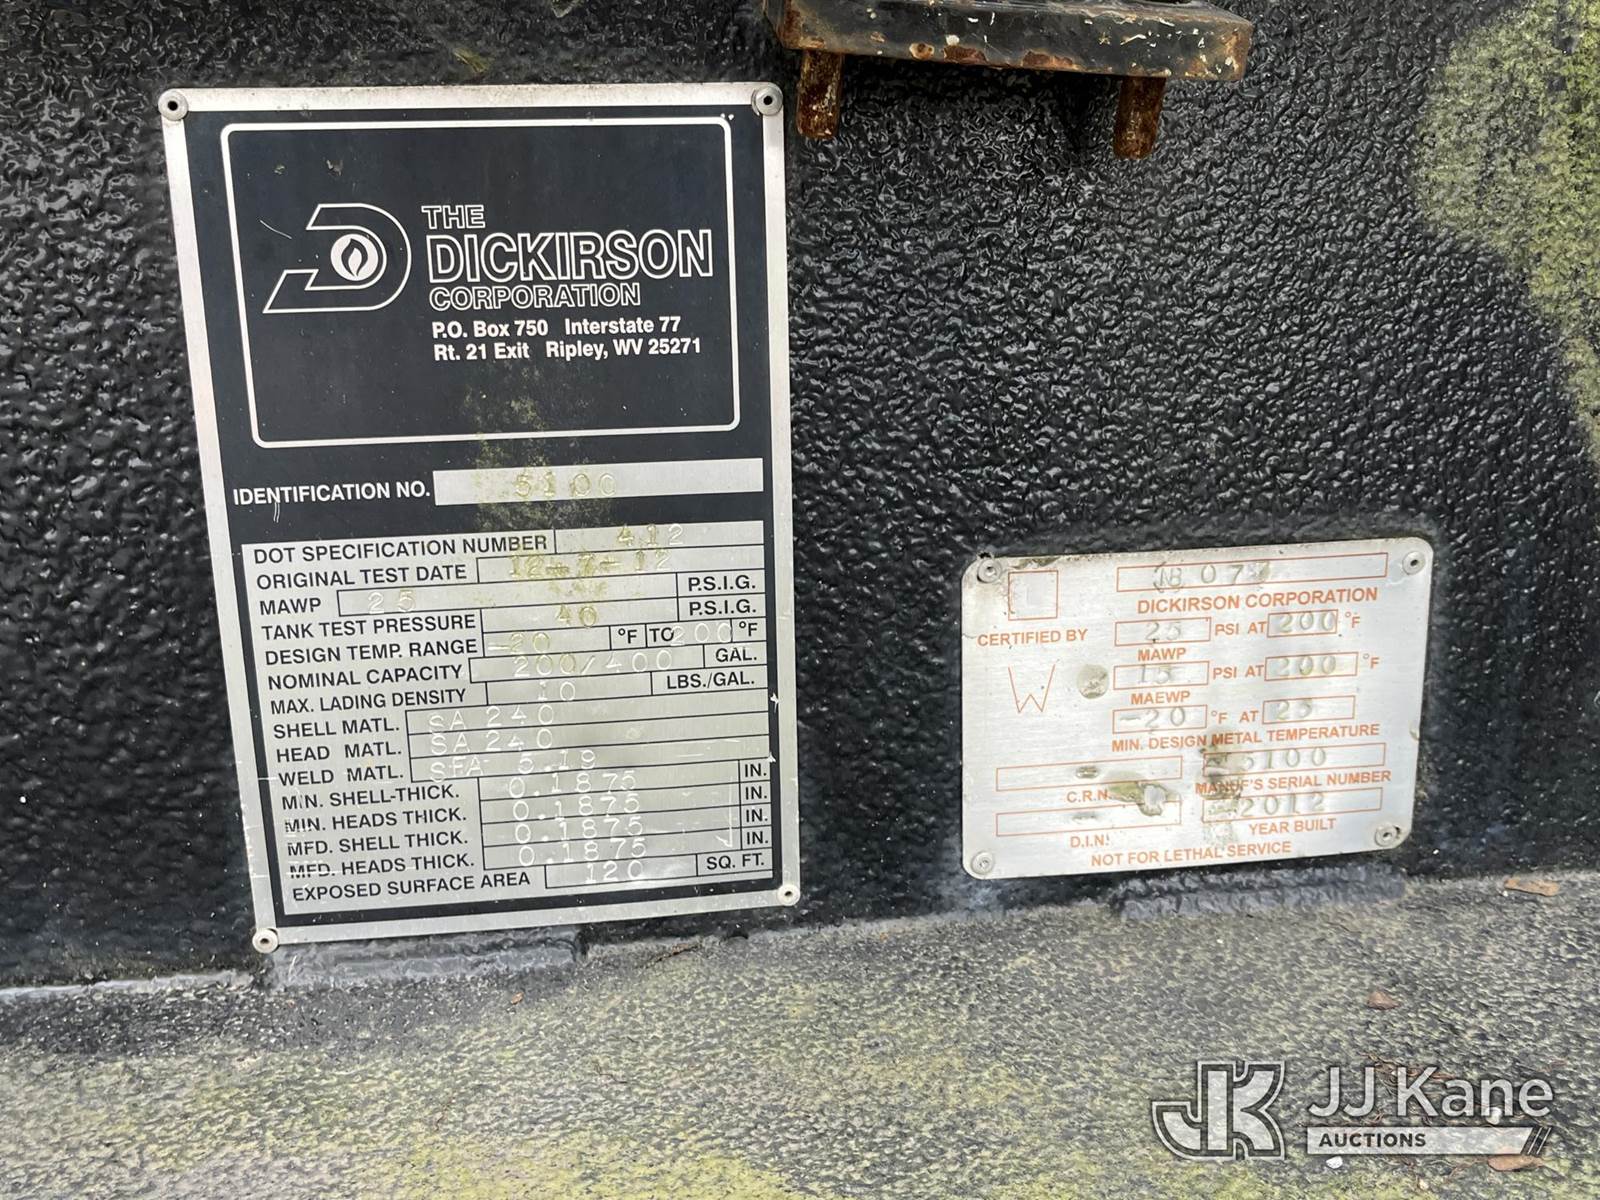 THE
DICKIRSON
CORPORATION
P.O. Box 750 Interstate 77
Rt. 21 Exit Ripley, WV 25271
IDENTIFICATION NO. 5100
DOT SPECIFICATION NUMBER 412
ORIGINAL TEST DATE 12-7-12
MAWP 25 P.S.I.G.
TANK TEST PRESSURE 40 P.S.I.G.
DESIGN TEMP. RANGE -20 °F TO 200 °F
NOMINAL CAPACITY 200/400 GAL.
MAX. LADING DENSITY 10 LBS./GAL.
SHELL MATL. SA 240
HEAD MATL. SA 240
WELD MATL. SFA 5.19
MIN. SHELL-THICK. 0.1875 IN.
MIN. HEADS THICK. 0.1875 IN.
MFD. SHELL THICK. 0.1875 IN.
MFD. HEADS THICK. 0.1875 IN.
EXPOSED SURFACE AREA 120 SQ. FT.
DICKIRSON CORPORATION
CERTIFIED BY 25 PSI AT 200 °F
MAWP
W 15 PSI AT 200 °F
MAEWP
-20 °F AT 25
MIN. DESIGN METAL TEMPERATURE
- 5100
C.R.N. MANUF'S SERIAL NUMBER
- 2012
D.I.N. YEAR BUILT
NOT FOR LETHAL SERVICE
JK JJ Kane
AUCTIONS